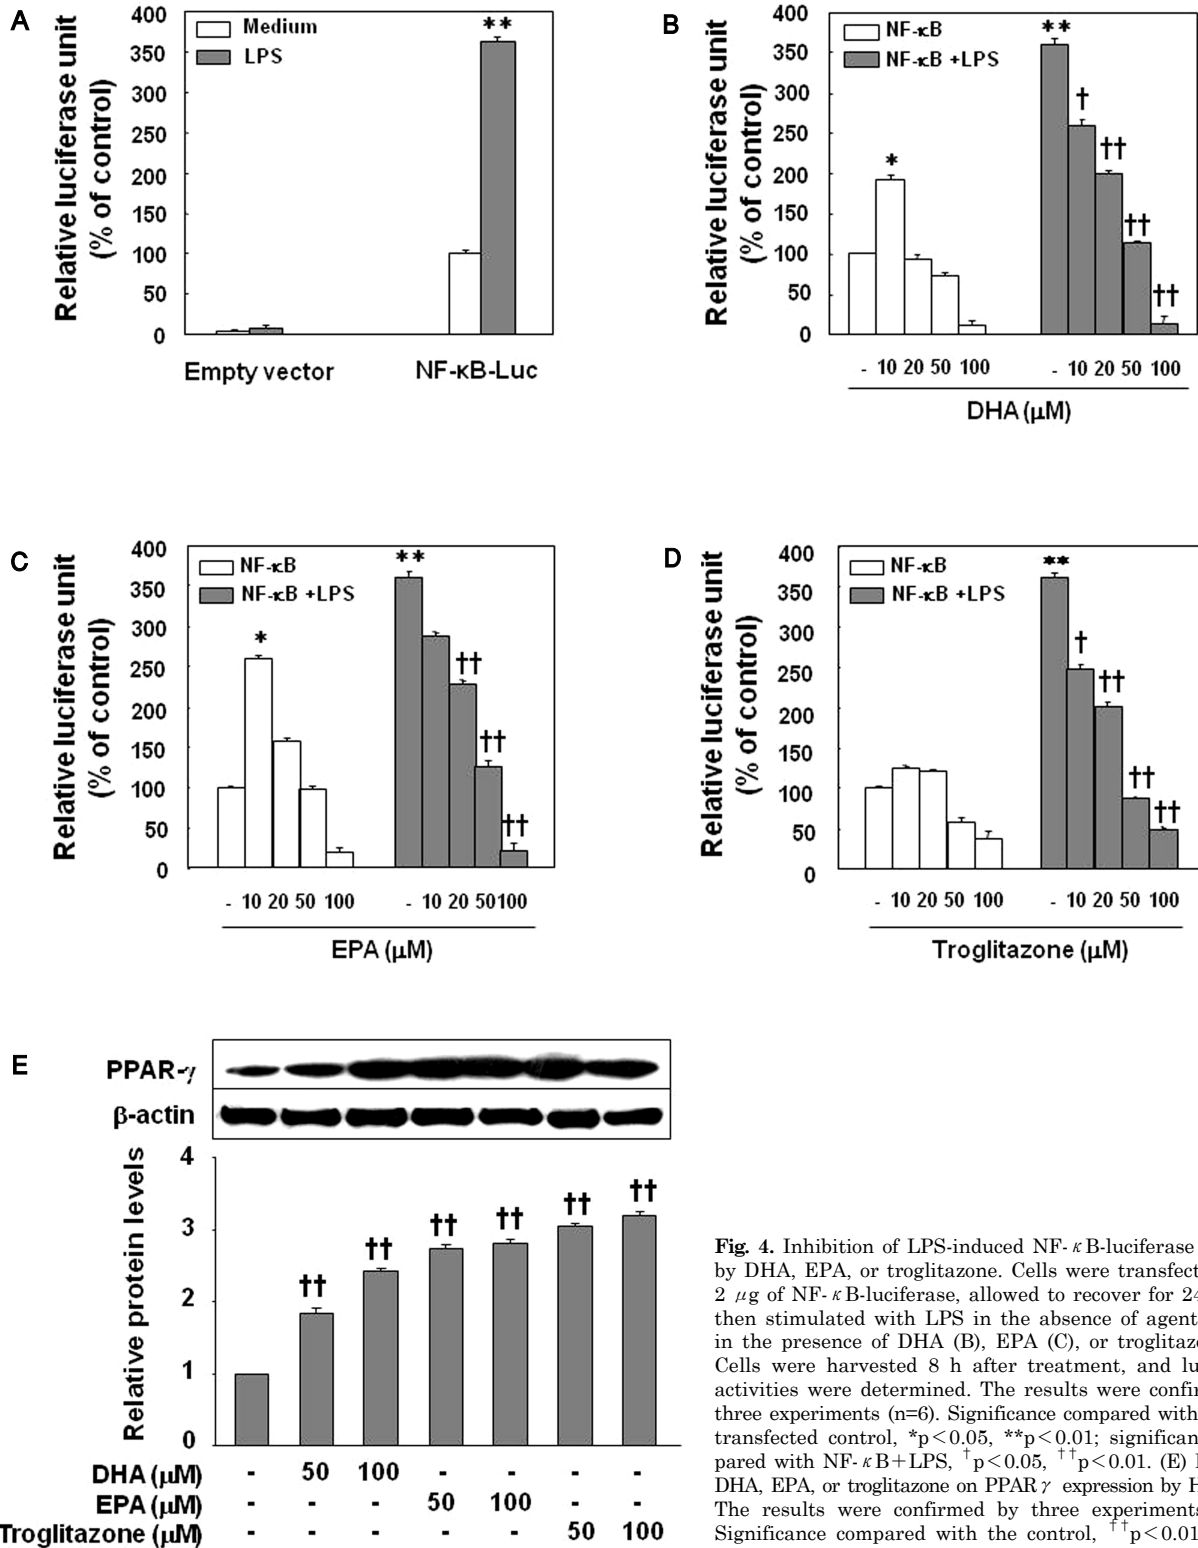 A
Relative luciferase unit
(% of control)
400
350
300
250
200
150
100
50
0
Medium
LPS
**
Empty vector
NF-κB-Luc
B
Relative luciferase unit
(% of control)
400
350
300
250
200
150
100
50
0
NF-κB
NF-κB +LPS
*
**
†
††
††
††
- 10 20 50 100
- 10 20 50 100
DHA (μM)
C
Relative luciferase unit
(% of control)
400
350
300
250
200
150
100
50
0
NF-κB
NF-κB +LPS
*
**
††
††
††
- 10 20 50 100
- 10 20 50100
EPA (μM)
D
Relative luciferase unit
(% of control)
400
350
300
250
200
150
100
50
0
NF-κB
NF-κB +LPS
**
†
††
††
††
- 10 20 50 100
- 10 20 50 100
Troglitazone (μM)
E
PPAR-γ
β-actin
Relative protein levels
4
3
2
1
0
††
††
††
††
††
††
DHA (μM) - 50 100 - - - -
EPA (μM) - - - 50 100 - -
Troglitazone (μM) - - - - - 50 100
Fig. 4. Inhibition of LPS-induced NF-κB-luciferase
by DHA, EPA, or troglitazone. Cells were transfect
2 μg of NF-κB-luciferase, allowed to recover for 24
then stimulated with LPS in the absence of agent
in the presence of DHA (B), EPA (C), or troglitazo
Cells were harvested 8 h after treatment, and lu
activities were determined. The results were confir
three experiments (n=6). Significance compared with
transfected control, *p<0.05, **p<0.01; significan
pared with NF-κB+LPS, †p<0.05, ††p<0.01. (E) I
DHA, EPA, or troglitazone on PPARγ expression by H
The results were confirmed by three experiments
Significance compared with the control, ††p<0.01